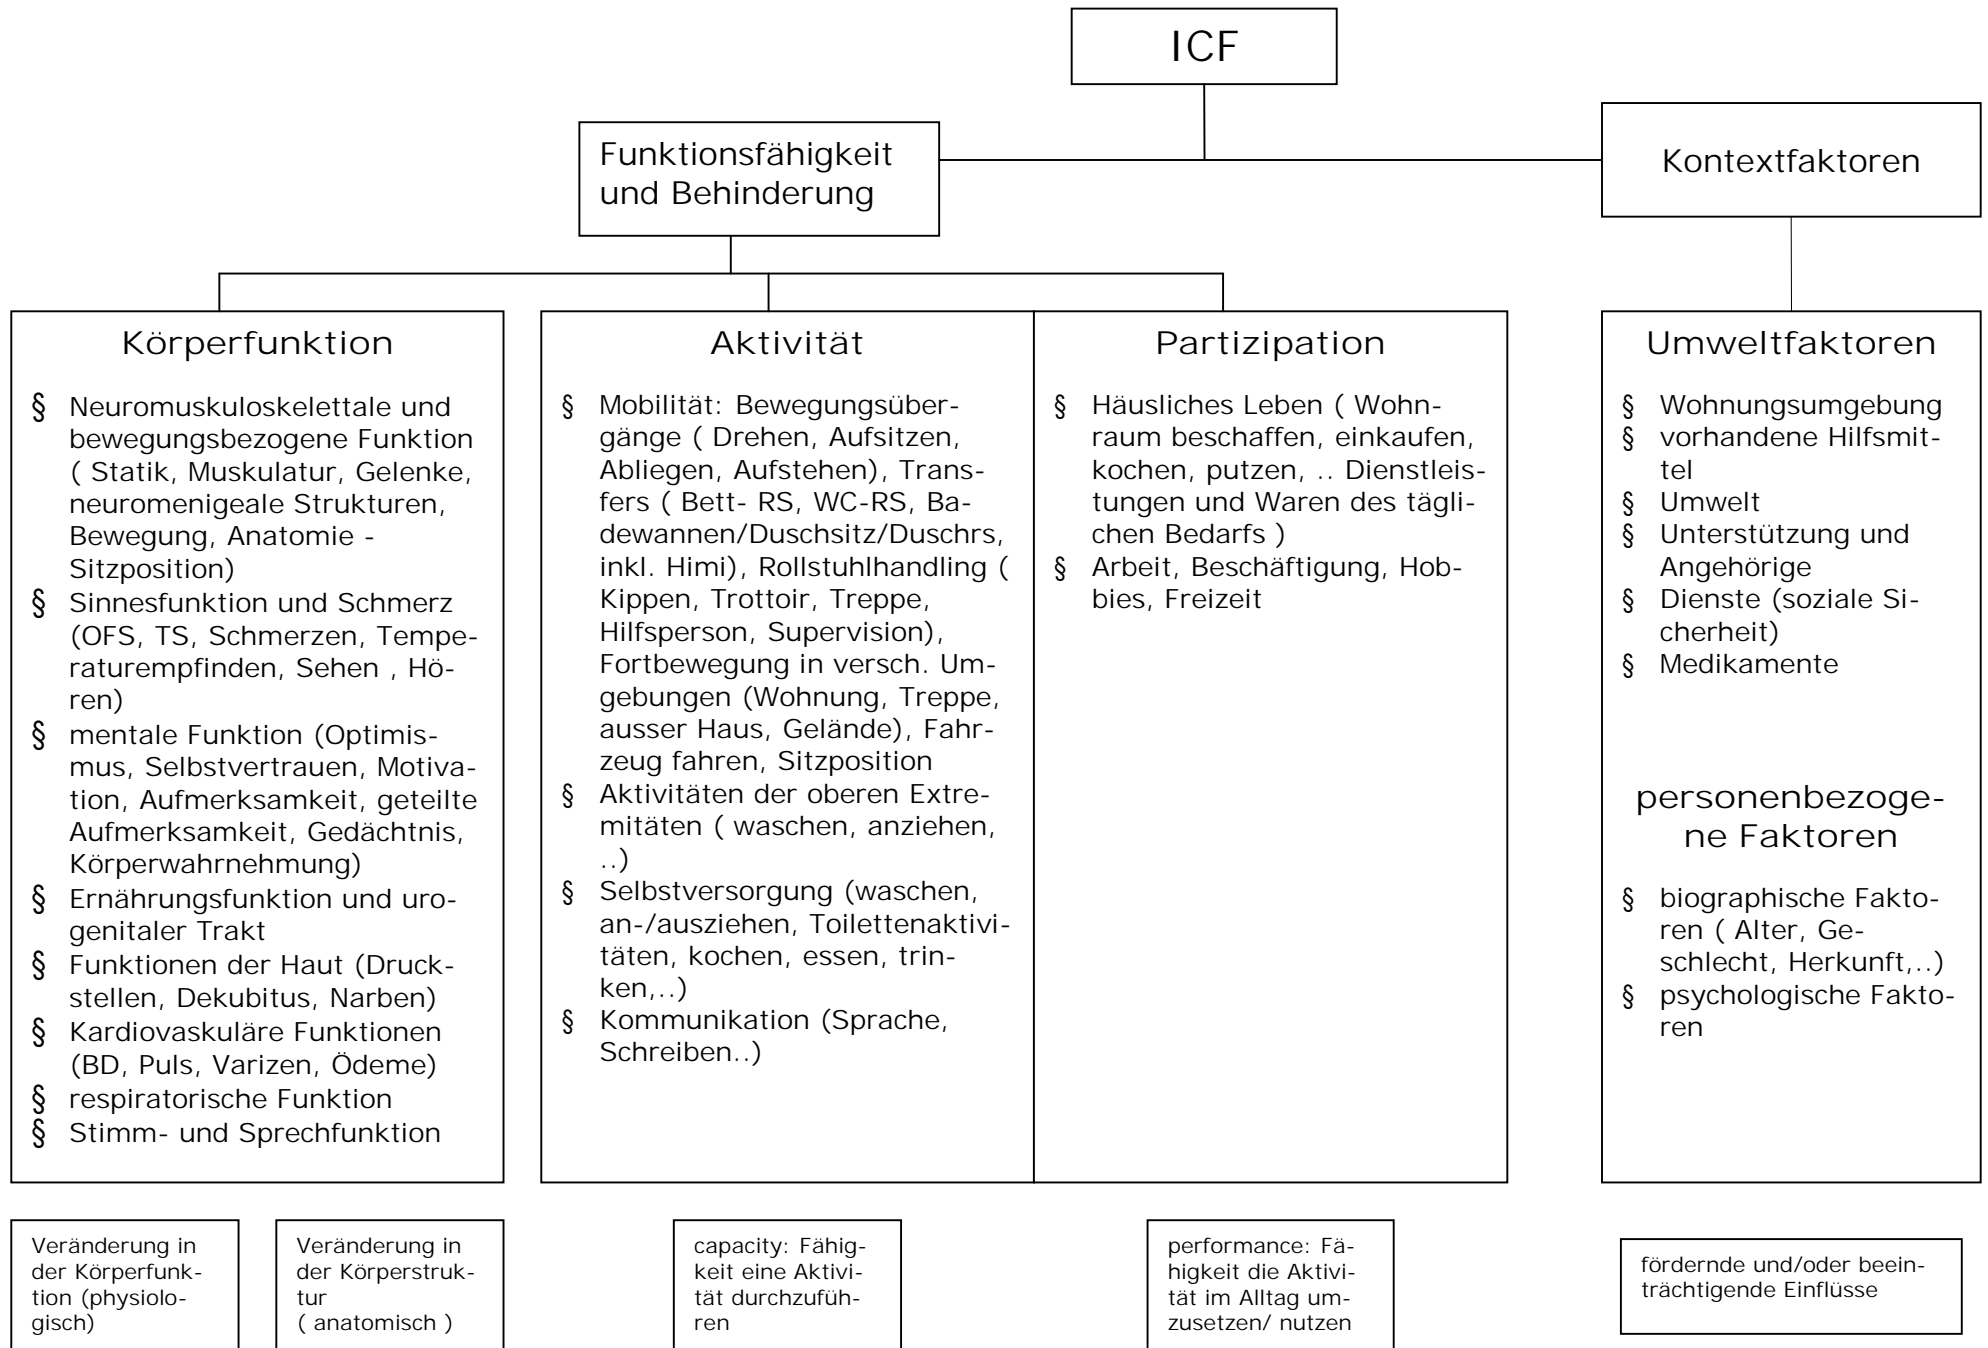 ICF
Funktionsfähigkeit
und Behinderung
Kontextfaktoren
Körperfunktion
§ Neuromuskuloskelettale und
bewegungsbezogene Funktion
( Statik, Muskulatur, Gelenke,
neuromenigeale Strukturen,
Bewegung, Anatomie -
Sitzposition)
§ Sinnesfunktion und Schmerz
(OFS, TS, Schmerzen, Tempe-
raturempfinden, Sehen , Hö-
ren)
§ mentale Funktion (Optimis-
mus, Selbstvertrauen, Motiva-
tion, Aufmerksamkeit, geteilte
Aufmerksamkeit, Gedächtnis,
Körperwahrnehmung)
§ Ernährungsfunktion und uro-
genitaler Trakt
§ Funktionen der Haut (Druck-
stellen, Dekubitus, Narben)
§ Kardiovaskuläre Funktionen
(BD, Puls, Varizen, Ödeme)
§ respiratorische Funktion
§ Stimm- und Sprechfunktion
Aktivität
§ Mobilität: Bewegungsüber-
gänge ( Drehen, Aufsitzen,
Abliegen, Aufstehen), Trans-
fers ( Bett- RS, WC-RS, Ba-
dewannen/Duschsitz/Duschrs,
inkl. Himi), Rollstuhlhandling (
Kippen, Trottoir, Treppe,
Hilfsperson, Supervision),
Fortbewegung in versch. Um-
gebungen (Wohnung, Treppe,
ausser Haus, Gelände), Fahr-
zeug fahren, Sitzposition
§ Aktivitäten der oberen Extre-
mitäten ( waschen, anziehen,
..)
§ Selbstversorgung (waschen,
an-/ausziehen, Toilettenaktivi-
täten, kochen, essen, trin-
ken,..)
§ Kommunikation (Sprache,
Schreiben..)
Partizipation
§ Häusliches Leben ( Wohn-
raum beschaffen, einkaufen,
kochen, putzen, .. Dienstleis-
tungen und Waren des tägli-
chen Bedarfs )
§ Arbeit, Beschäftigung, Hob-
bies, Freizeit
Umweltfaktoren
§ Wohnungsumgebung
§ vorhandene Hilfsmit-
tel
§ Umwelt
§ Unterstützung und
Angehörige
§ Dienste (soziale Si-
cherheit)
§ Medikamente
personenbezoge-
ne Faktoren
§ biographische Fakto-
ren ( Alter, Ge-
schlecht, Herkunft,..)
§ psychologische Fakto-
ren
Veränderung in
der Körperfunk-
tion (physiolo-
gisch)
Veränderung in
der Körperstruk-
tur
( anatomisch )
capacity: Fähig-
keit eine Aktivi-
tät durchzufüh-
ren
performance: Fä-
higkeit die Aktivi-
tät im Alltag um-
zusetzen/ nutzen
fördernde und/oder beein-
trächtigende Einflüsse